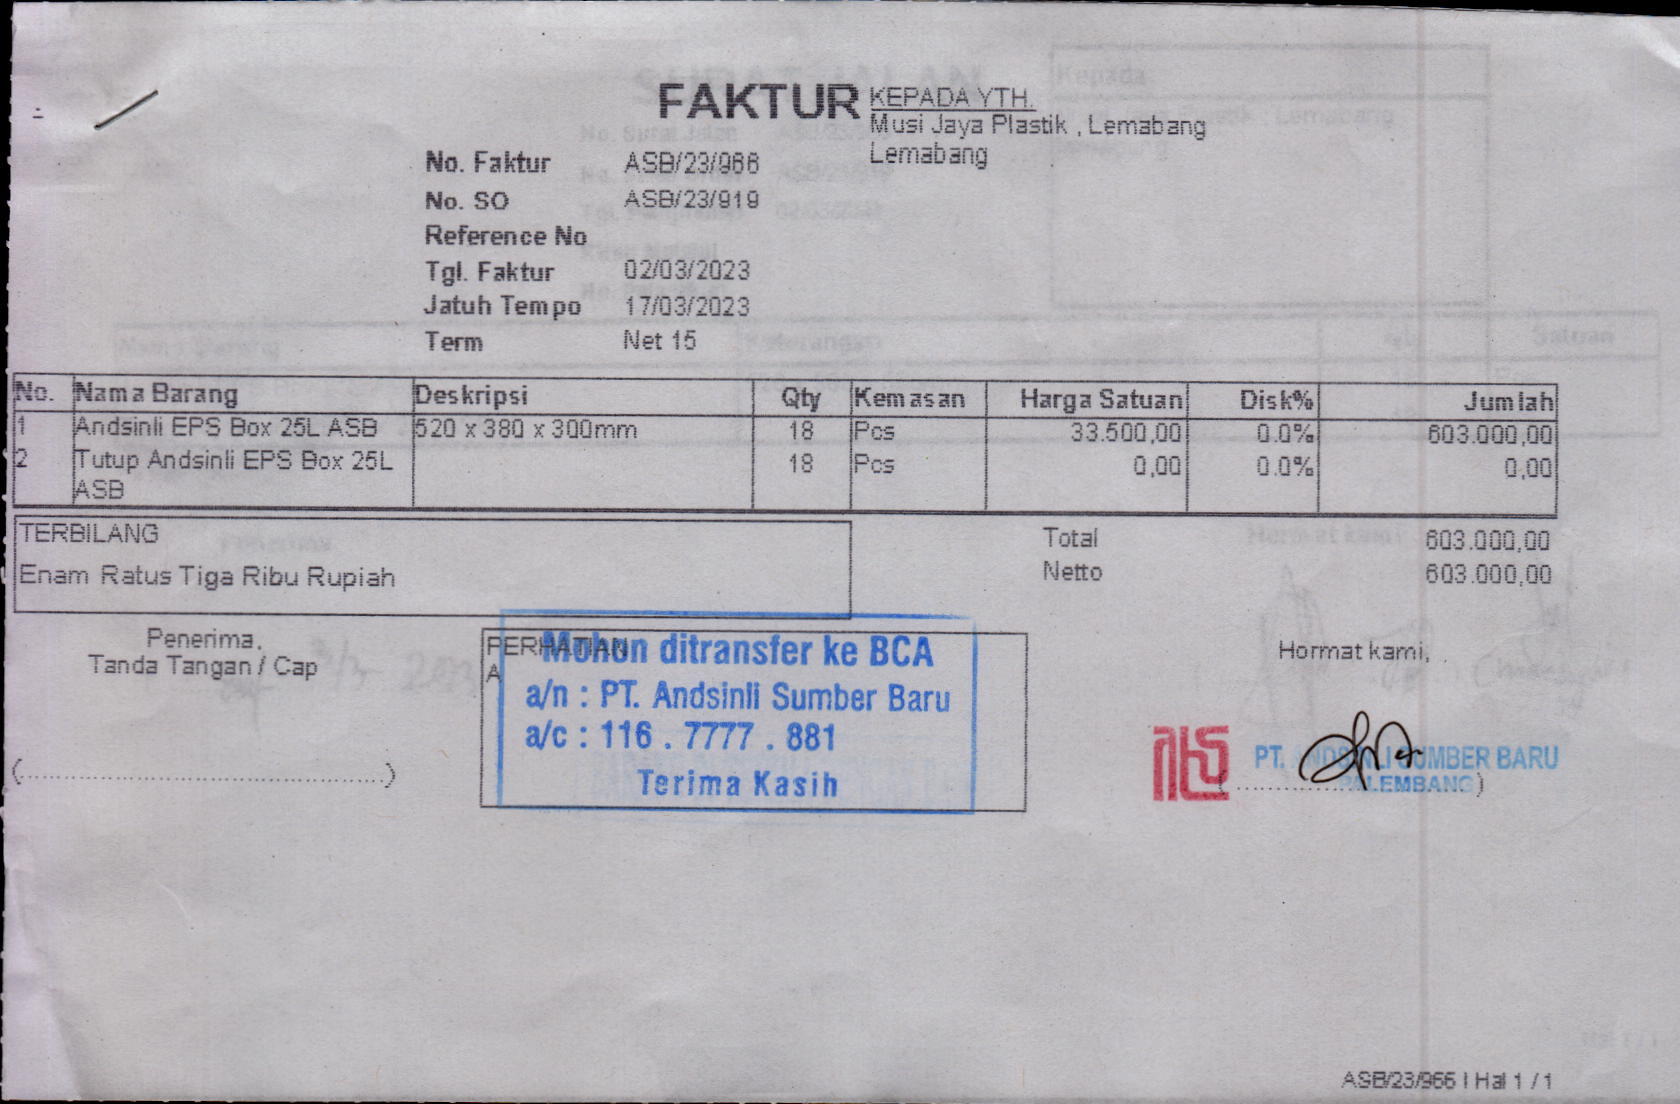 FAKTUR
KEPADA YTH.
Musi Jaya Plastik , Lemabang
Lemabang
No. Faktur ASB/23/966
No. SO ASB/23/919
Reference No
Tgl. Faktur 02/03/2023
Jatuh Tempo 17/03/2023
Term Net 15
No. Nama Barang Deskripsi Qty Kemasan Harga Satuan Disk% Jumlah
1 Andsinli EPS Box 25L ASB 520 x 380 x 300mm 18 Pcs 33.500,00 0.0% 603.000,00
2 Tutup Andsinli EPS Box 25L 18 Pcs 0,00 0.0% 0,00
ASB
TERBILANG
Enam Ratus Tiga Ribu Rupiah
Total 603.000,00
Netto 603.000,00
Penerima,
Tanda Tangan / Cap
(...)
PERHATIAN
A
Mohon ditransfer ke BCA
a/n : PT. Andsinli Sumber Baru
a/c : 116 . 7777 . 881
Terima Kasih
Hormat kami,
PT. ANDSINLI SUMBER BARU
PALEMBANG
ASB/23/966 | Hal 1 / 1